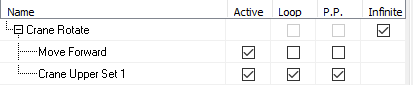 Name Active Loop P.P. Infinite
Crane Rotate
Move Forward
Crane Upper Set 1